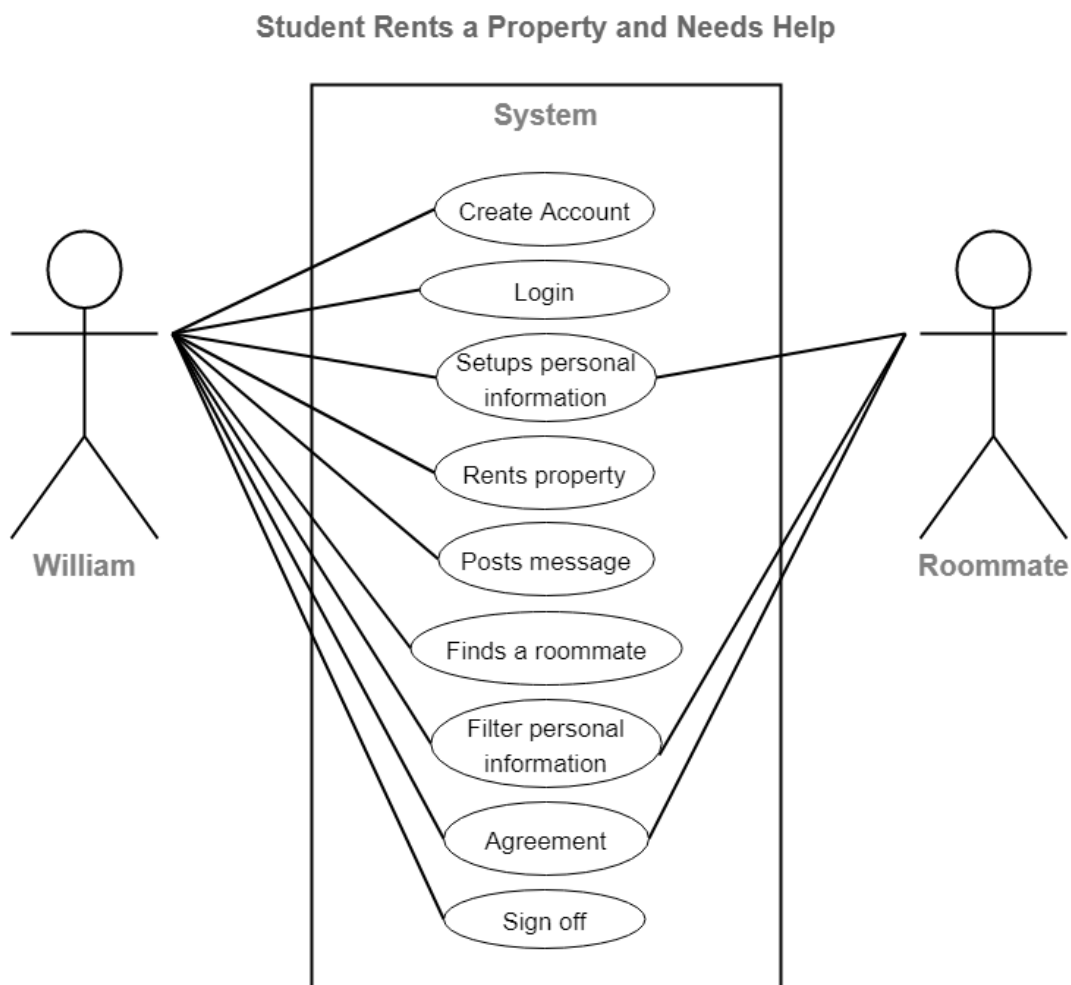 Student Rents a Property and Needs Help
System
Create Account
Login
Setups personal
information
Rents property
Posts message
William
Roommate
Finds a roommate
Filter personal
information
Agreement
Sign off